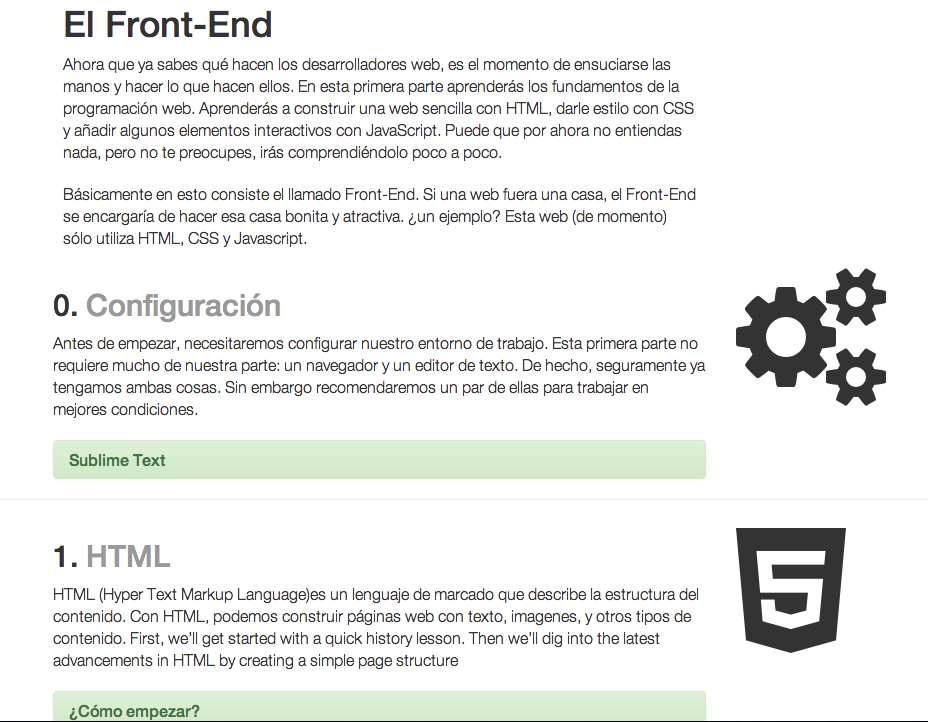 El Front-End
Ahora que ya sabes qué hacen los desarrolladores web, es el momento de ensuciarse las
manos y hacer lo que hacen ellos. En esta primera parte aprenderás los fundamentos de la
programación web. Aprenderás a construir una web sencilla con HTML, darle estilo con CSS
y añadir algunos elementos interactivos con JavaScript. Puede que por ahora no entiendas
nada, pero no te preocupes, irás comprendiéndolo poco a poco.
Básicamente en esto consiste el llamado Front-End. Si una web fuera una casa, el Front-End
se encargaría de hacer esa casa bonita y atractiva. ¿un ejemplo? Esta web (de momento)
sólo utiliza HTML, CSS y Javascript.
0. Configuración
Antes de empezar, necesitaremos configurar nuestro entorno de trabajo. Esta primera parte no
requiere mucho de nuestra parte: un navegador y un editor de texto. De hecho, seguramente ya
tengamos ambas cosas. Sin embargo recomendaremos un par de ellas para trabajar en
mejores condiciones.
Sublime Text
1. HTML
HTML (Hyper Text Markup Language)es un lenguaje de marcado que describe la estructura del
contenido. Con HTML, podemos construir páginas web con texto, imagenes, y otros tipos de
contenido. First, we'll get started with a quick history lesson. Then we'll dig into the latest
advancements in HTML by creating a simple page structure
5
¿Cómo empezar?